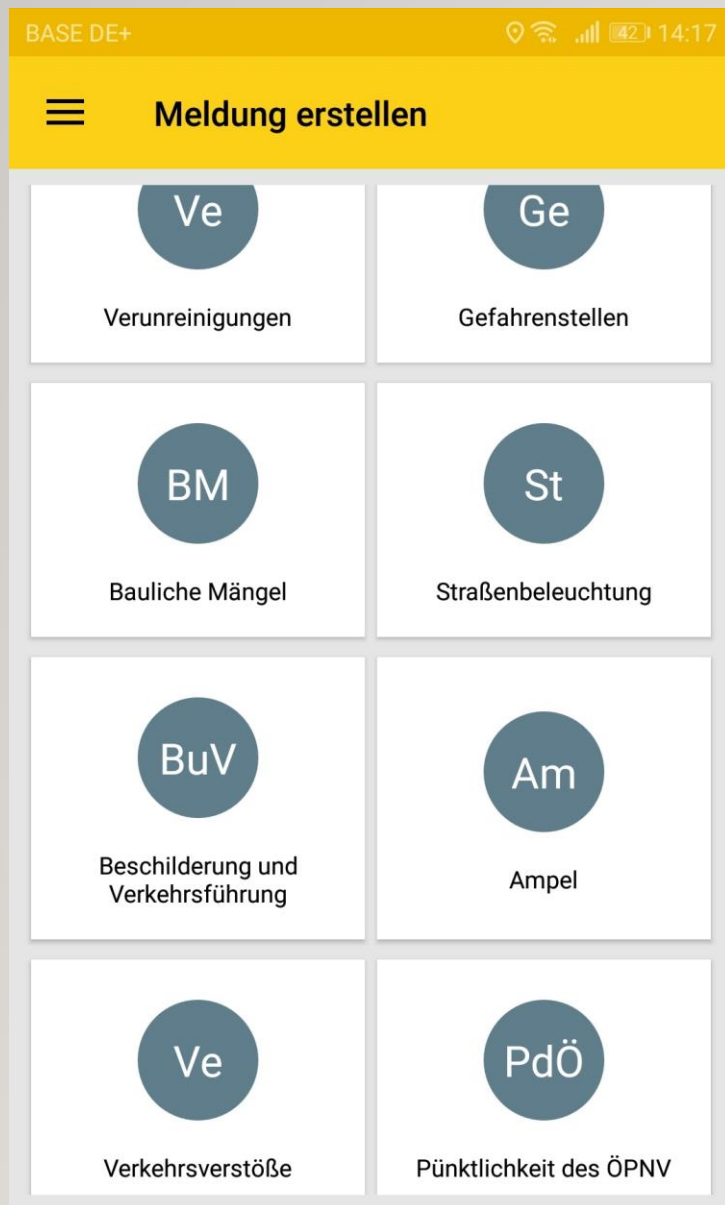 BASE DE+ 42 14:17
Meldung erstellen
Ve Ge
Verunreinigungen Gefahrenstellen
BM St
Bauliche Mängel Straßenbeleuchtung
BuV Am
Beschilderung und
Verkehrsführung
Ampel
Ve PdÖ
Verkehrsverstöße Pünktlichkeit des ÖPNV